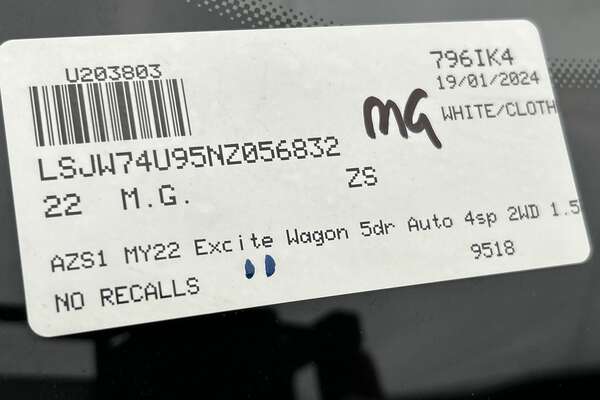 U203803
796IK4
19/01/2024
MG
WHITE/CLOTH
LSJW74U95NZ056832
22 M.G.
ZS
AZS1 MY22 Excite Wagon 5dr Auto 4sp 2WD 1.5
9518
NO RECALLS